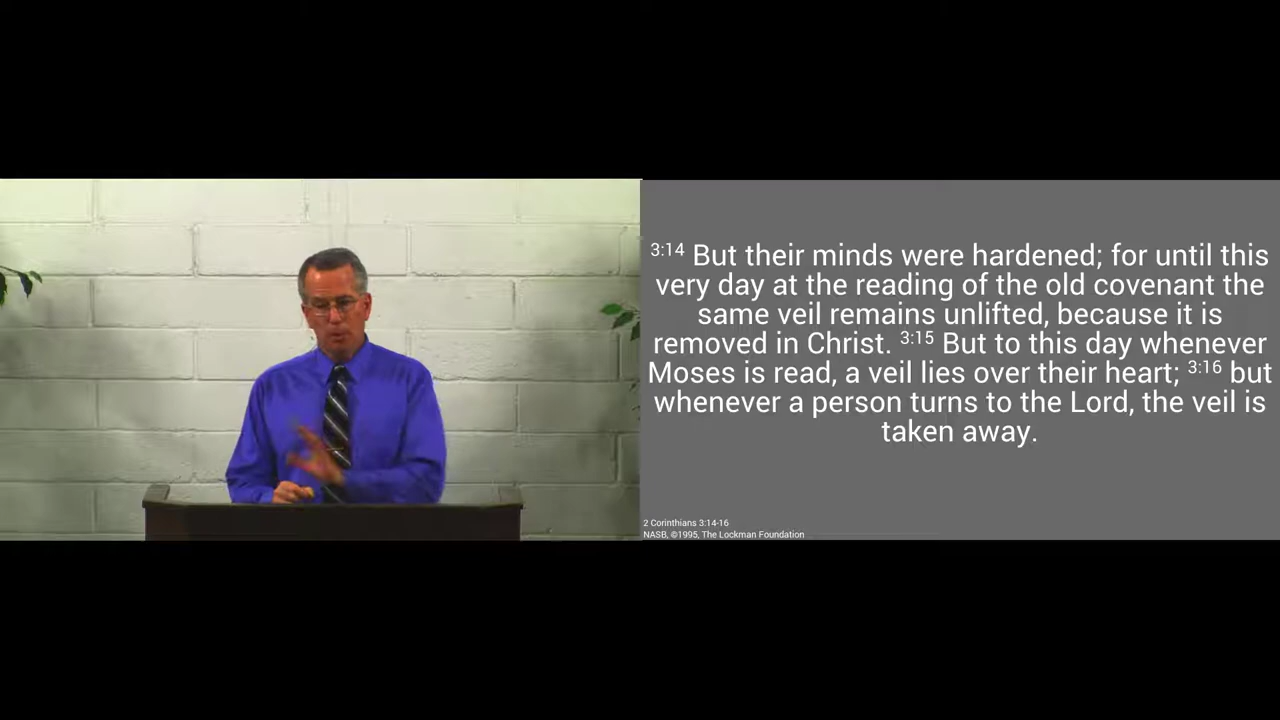 3:14 But their minds were hardened; for until this
very day at the reading of the old covenant the
same veil remains unlifted, because it is
removed in Christ. 3:15 But to this day whenever
Moses is read, a veil lies over their heart; 3:16 but
whenever a person turns to the Lord, the veil is
taken away.
2 Corinthians 3:14-16
NASB, ©1995, The Lockman Foundation